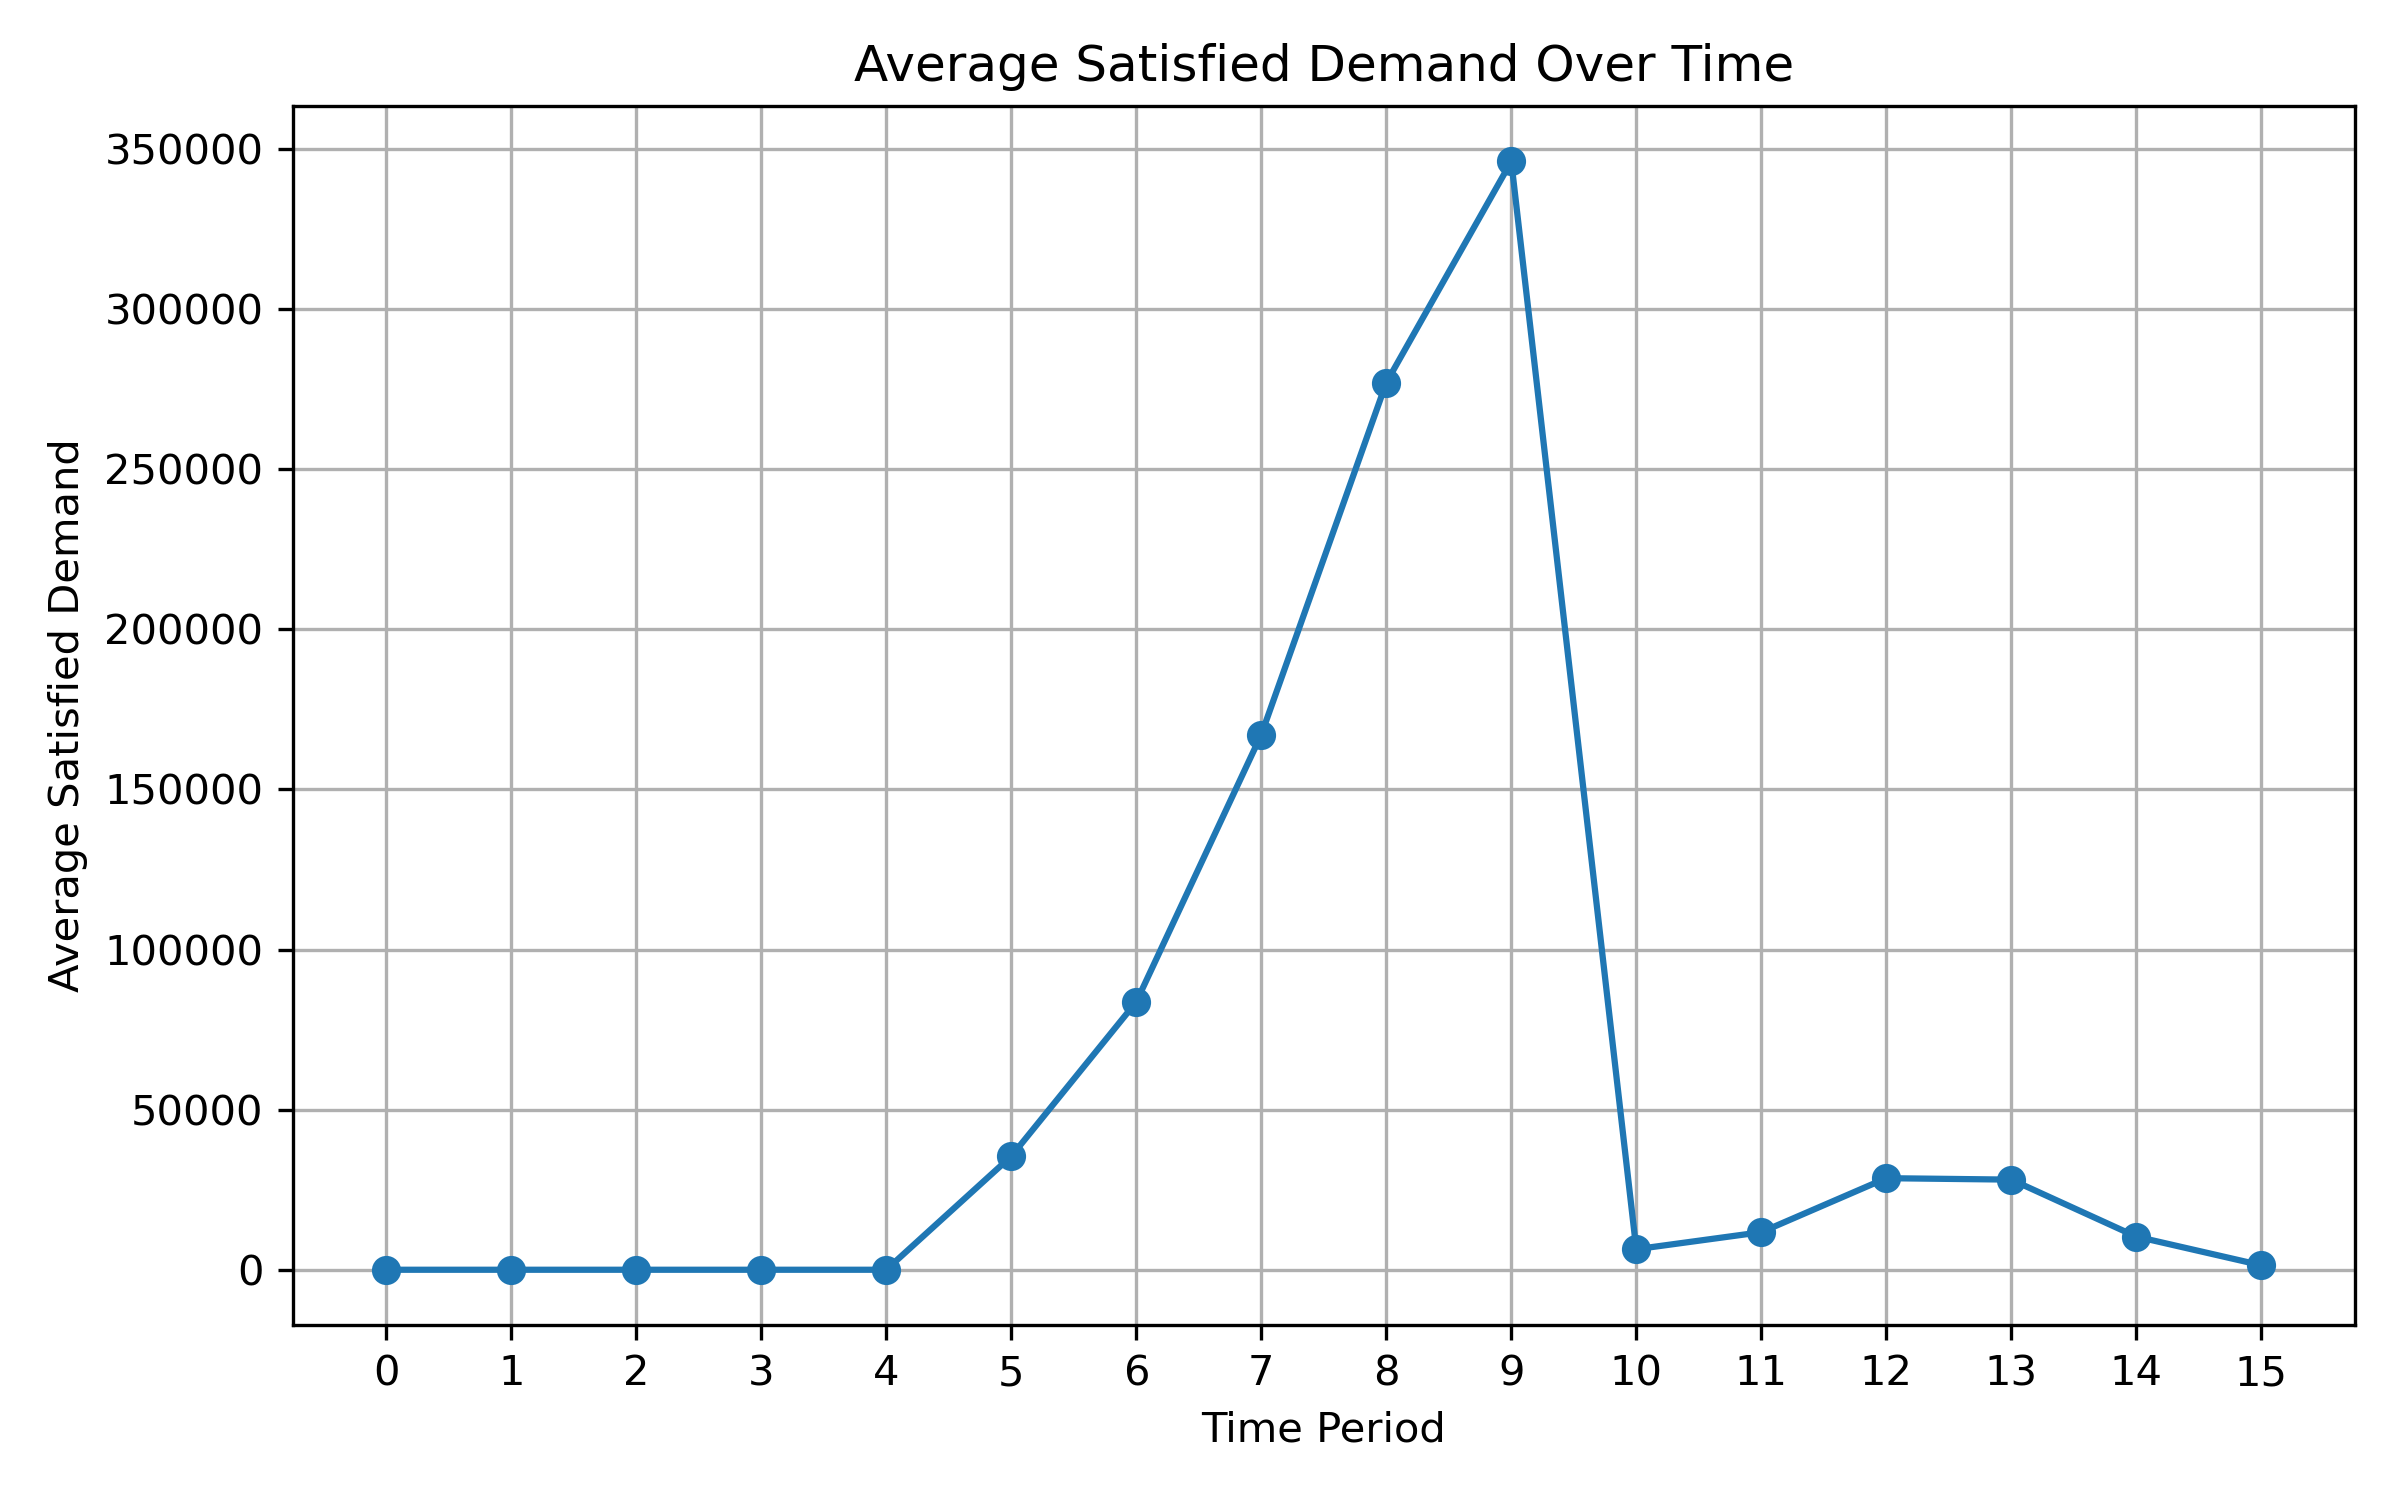 Average Satisfied Demand Over Time
Average Satisfied Demand
350000
300000
250000
200000
150000
100000
50000
0
0 1 2 3 4 5 6 7 8 9 10 11 12 13 14 15
Time Period